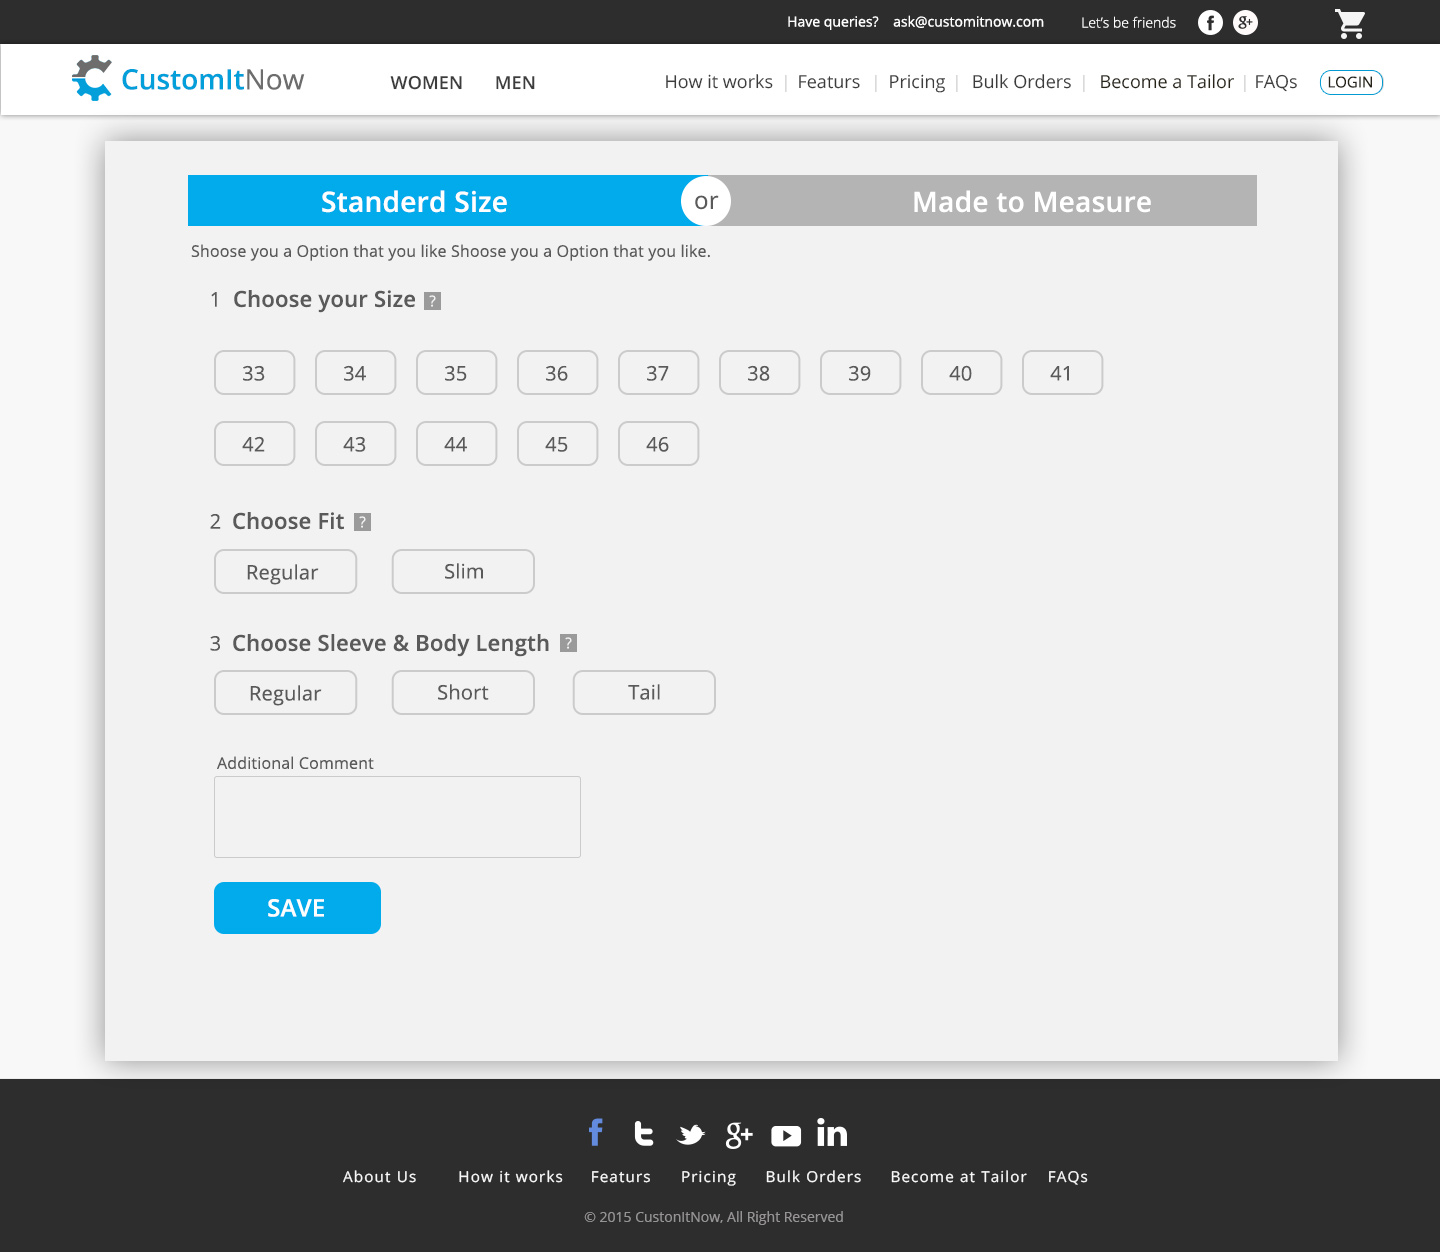 Have queries? ask@customitnow.com Let's be friends
CustomItNow WOMEN MEN How it works | Featurs | Pricing | Bulk Orders | Become a Tailor | FAQs LOGIN
Standerd Size or Made to Measure
Shoose you a Option that you like Shoose you a Option that you like.
1 Choose your Size ?
33 34 35 36 37 38 39 40 41
42 43 44 45 46
2 Choose Fit ?
Regular Slim
3 Choose Sleeve & Body Length ?
Regular Short Tail
Additional Comment
SAVE
About Us How it works Featurs Pricing Bulk Orders Become at Tailor FAQs
© 2015 CustonItNow, All Right Reserved